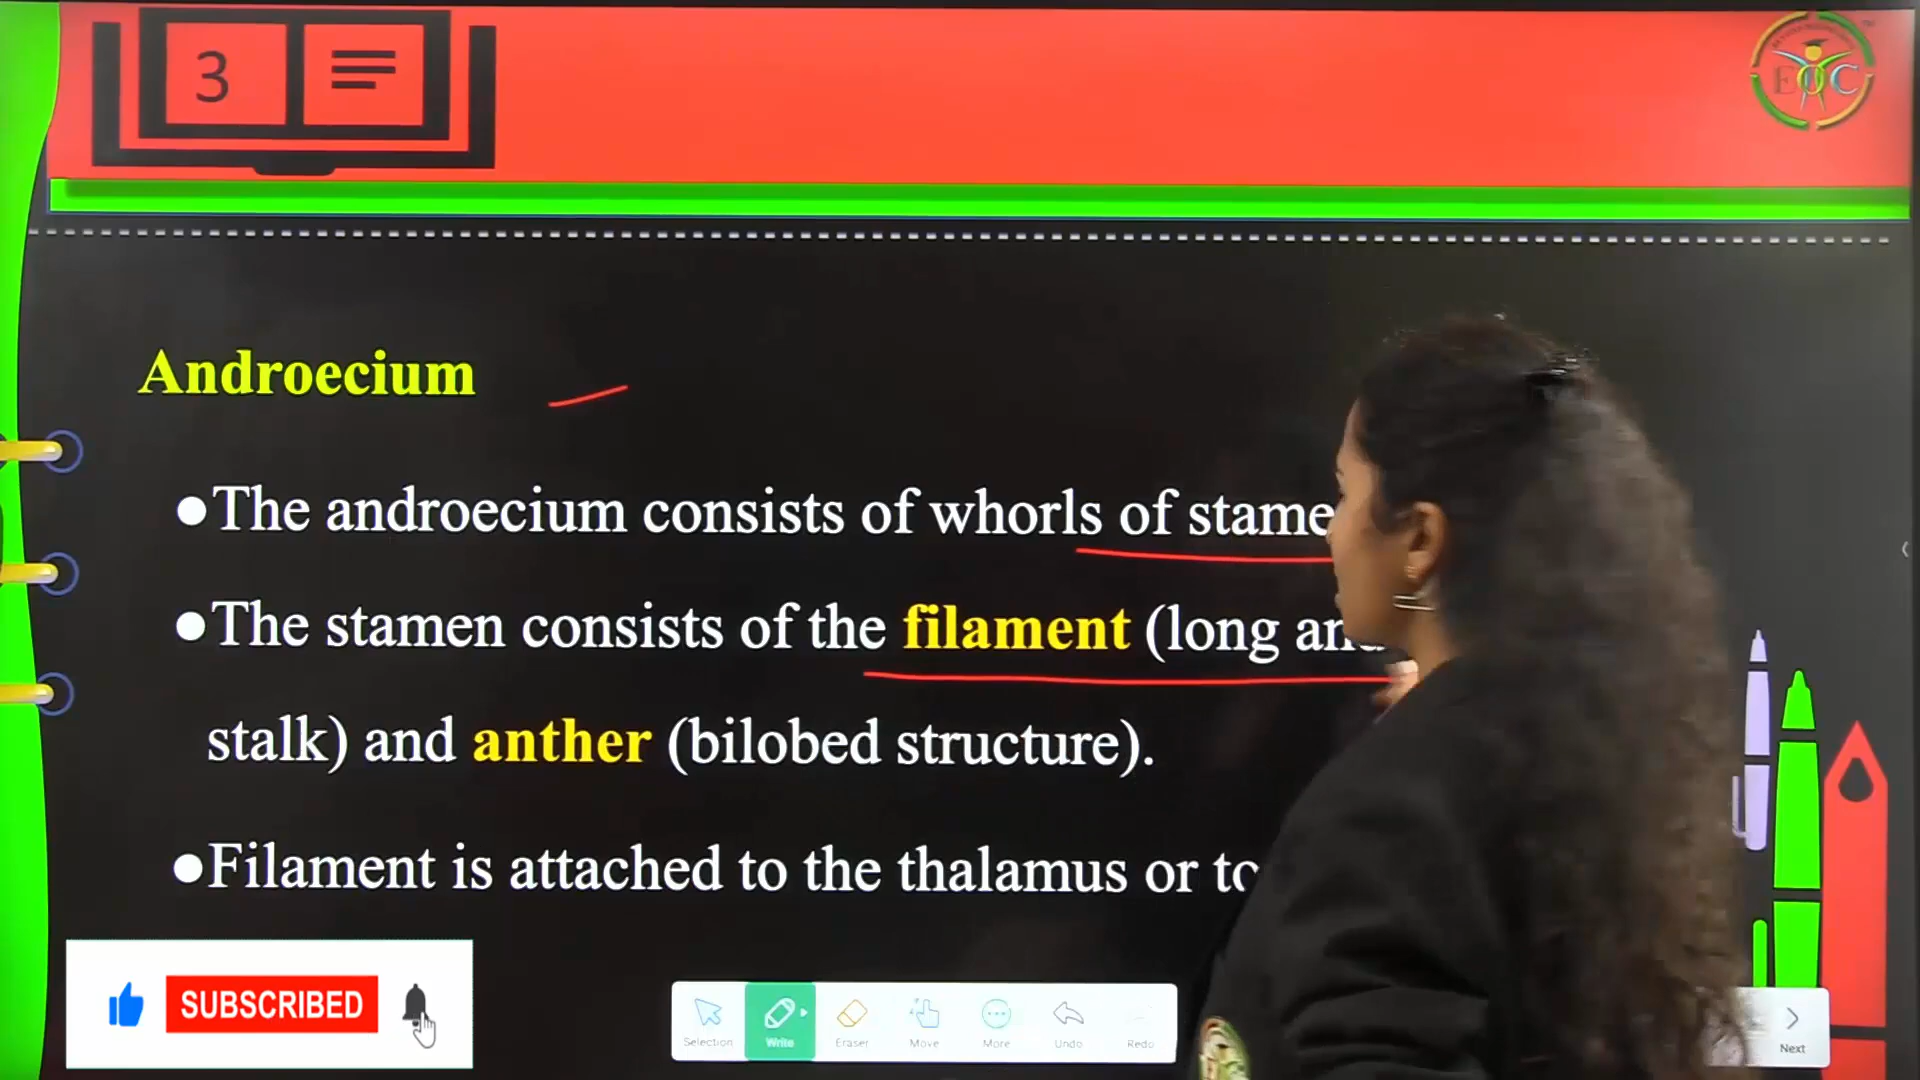 3
EOC
Androecium
●The androecium consists of whorls of stame
●The stamen consists of the filament (long and
stalk) and anther (bilobed structure).
●Filament is attached to the thalamus or to
SUBSCRIBED
Selection Write Eraser Move More Undo Redo
Next